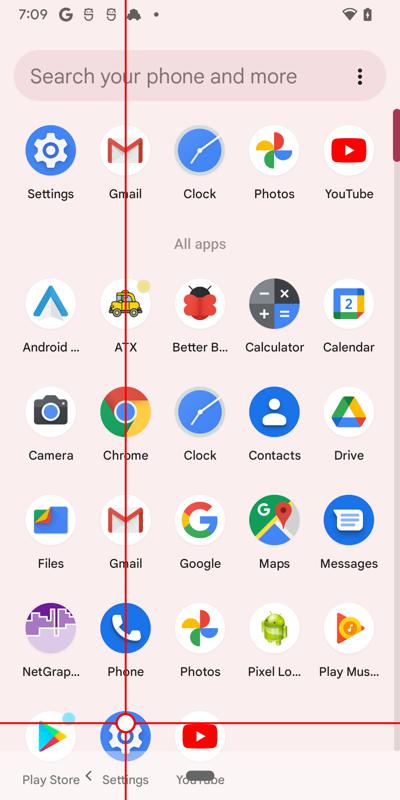 7:09
Search your phone and more
Settings
Gmail
Clock
Photos
YouTube
All apps
Android ...
ATX
Better B...
Calculator
Calendar
2
Camera
Chrome
Clock
Contacts
Drive
Files
Gmail
Google
Maps
Messages
NetGrap...
Phone
Photos
Pixel Lo...
Play Mus...
Play Store
Settings
YouTube